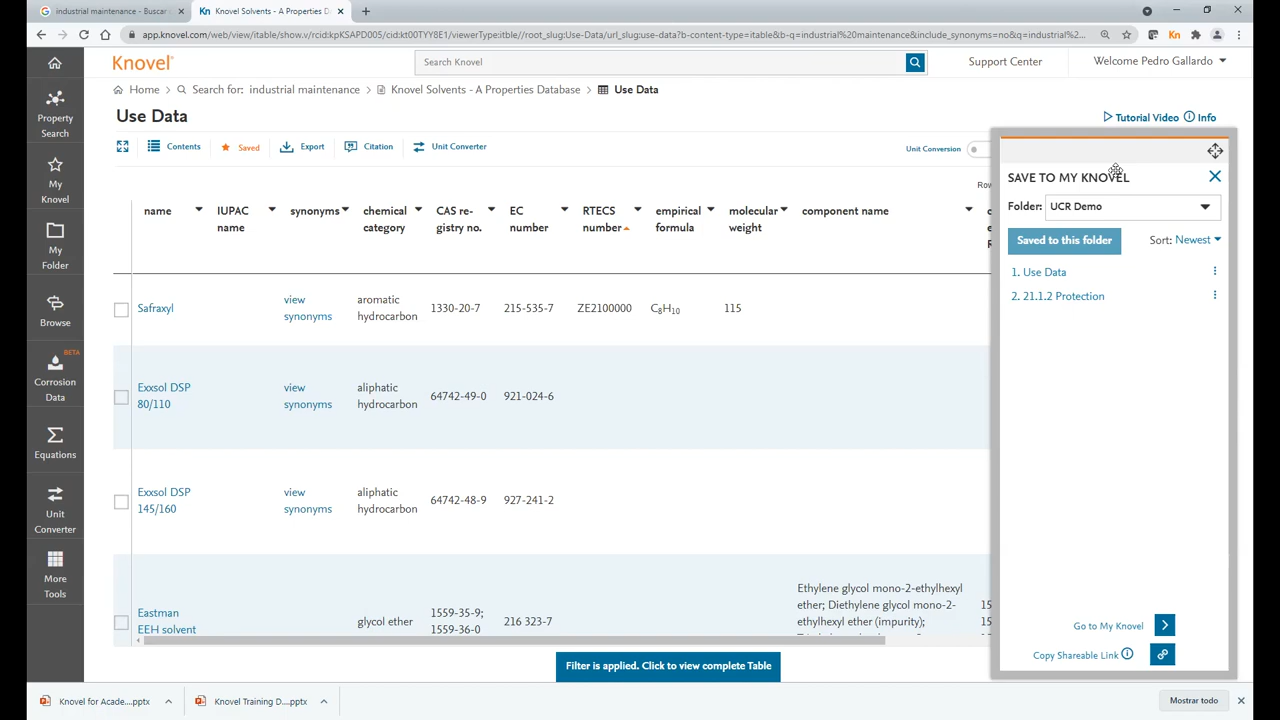 industrial maintenance - Buscar
Kn Knovel Solvents - A Properties D
app.knovel.com/web/view/itable/show.v/rcid:kpKSAPD005/cid:kt00TYY8E1/viewerType:itble//root_slug:Use-Data/url_slug:use-data?b-content-type=itable&b-q=industrial%20maintenance&include_synonyms=no&q=industrial%2...
Kn
Knovel
Search Knovel
Support Center
Welcome Pedro Gallardo
Home > Search for: industrial maintenance > Knovel Solvents - A Properties Database > Use Data
Use Data
Tutorial Video Info
Contents Saved Export Citation Unit Converter
Unit Conversion
Property
Search
My
Knovel
My
Folder
Browse
BETA
Corrosion
Data
Equations
Unit
Converter
More
Tools
name
IUPAC
name
synonyms
chemical
category
CAS re-
gistry no.
EC
number
RTECS
number
empirical
formula
molecular
weight
component name
Safraxyl
view
synonyms
aromatic
hydrocarbon
1330-20-7
215-535-7
ZE2100000
C8H10
115
Exxsol DSP
80/110
view
synonyms
aliphatic
hydrocarbon
64742-49-0
921-024-6
Exxsol DSP
145/160
view
synonyms
aliphatic
hydrocarbon
64742-48-9
927-241-2
Eastman
EEH solvent
glycol ether
1559-35-9;
1559-36-0
216 323-7
Ethylene glycol mono-2-ethylhexyl
ether; Diethylene glycol mono-2-
ethylhexyl ether (impurity);
SAVE TO MY KNOVEL
Folder: UCR Demo
Saved to this folder
Sort: Newest
1. Use Data
2. 21.1.2 Protection
Go to My Knovel
Copy Shareable Link
Filter is applied. Click to view complete Table
Knovel for Acade....pptx
Knovel Training D....pptx
Mostrar todo